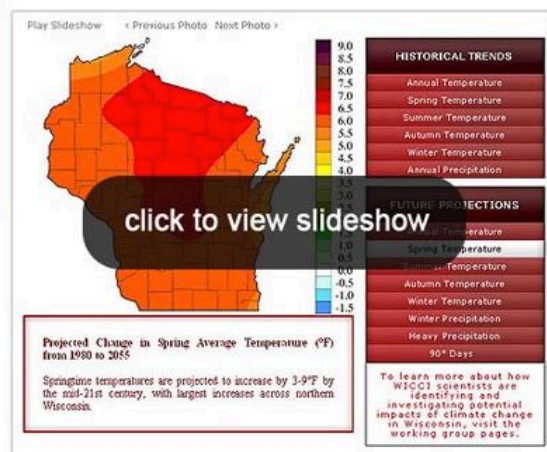 Play Slideshow ‹ Previous Photo Next Photo ›
9.0
8.5
8.0
7.5
7.0
6.5
6.0
5.5
5.0
4.5
4.0
3.5
click to view slideshow
0.5
0.0
-0.5
-1.0
-1.5
Projected Change in Spring Average Temperature (°F)
from 1980 to 2055
Springtime temperatures are projected to increase by 3-9°F by
the mid-21st century, with largest increases across northern
Wisconsin.
HISTORICAL TRENDS
Annual Temperature
Spring Temperature
Summer Temperature
Autumn Temperature
Winter Temperature
Annual Precipitation
FUTURE PROJECTIONS
Annual Temperature
Spring Temperature
Summer Temperature
Autumn Temperature
Winter Temperature
Winter Precipitation
Heavy Precipitation
90° Days
To learn more about how
WICCI scientists are
identifying and
investigating potential
impacts of climate change
in Wisconsin, visit the
working group pages.